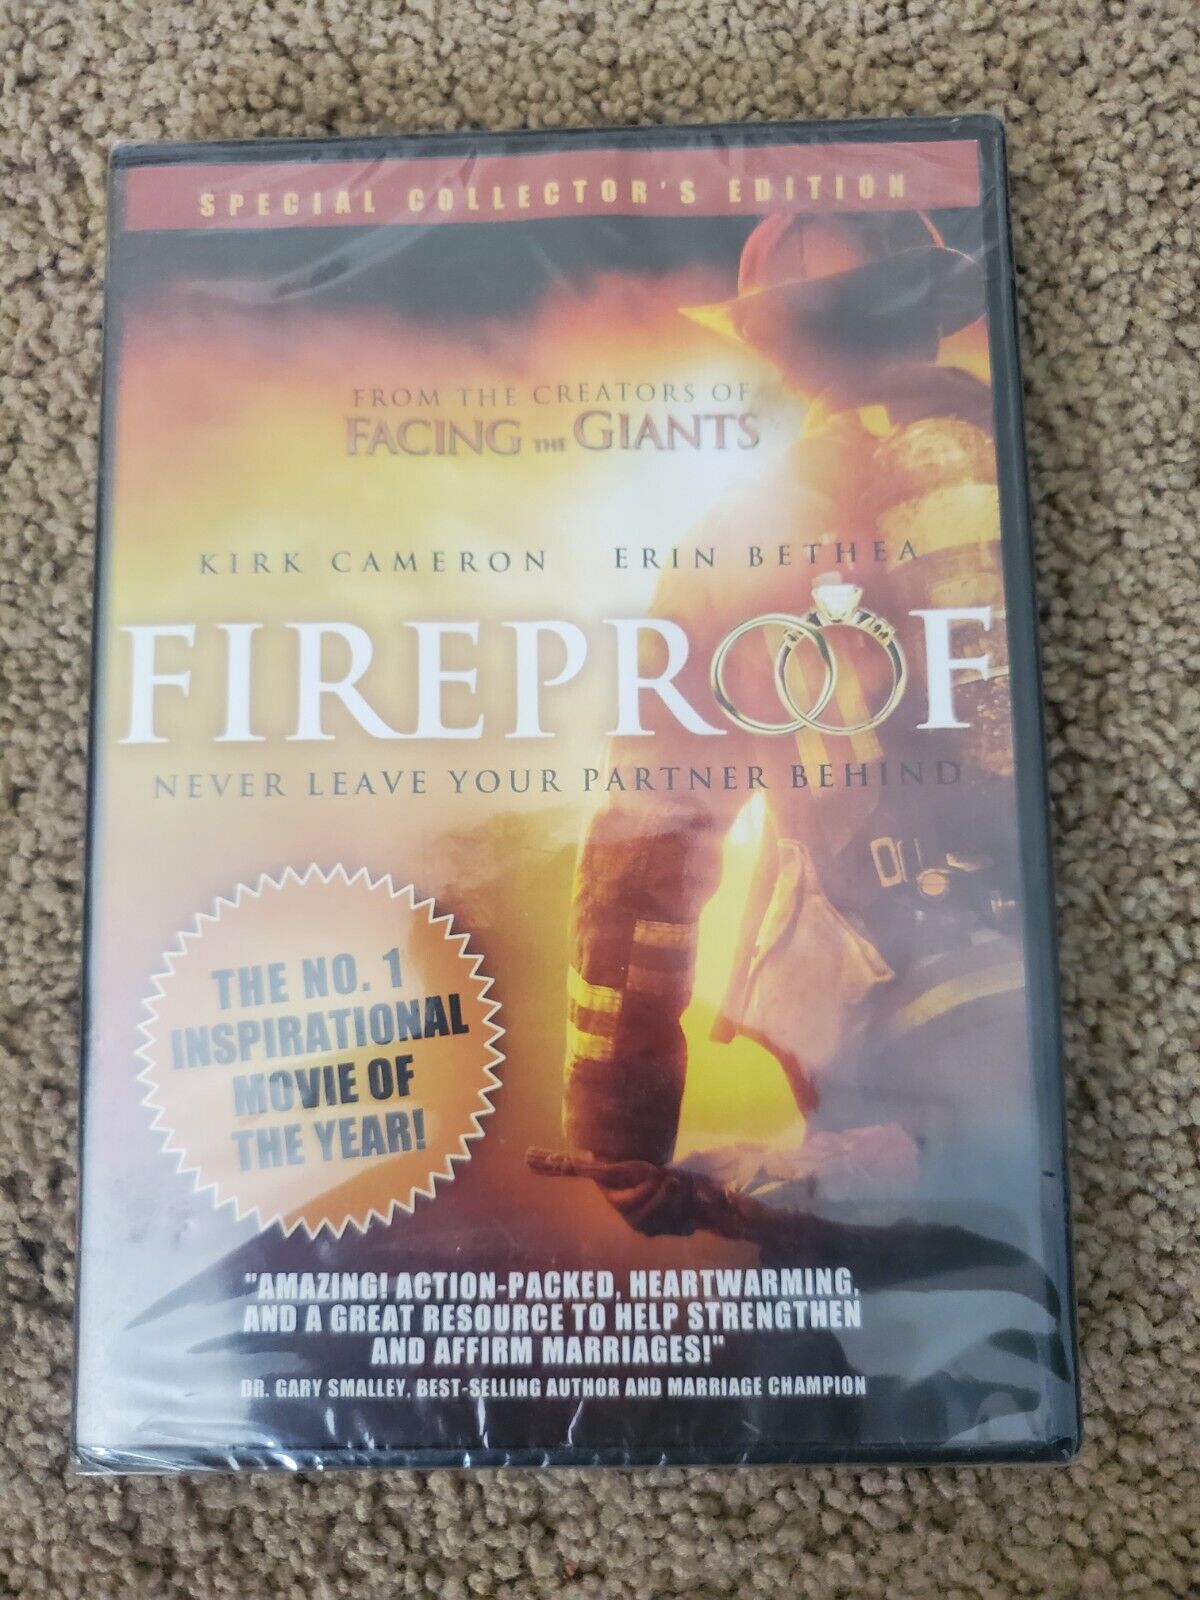 SPECIAL COLLECTOR'S EDITION
FROM THE CREATORS OF
FACING THE GIANTS
KIRK CAMERON ERIN BETHEA
FIREPROOF
NEVER LEAVE YOUR PARTNER BEHIND
THE NO. 1
INSPIRATIONAL
MOVIE OF
THE YEAR!
"AMAZING! ACTION-PACKED, HEARTWARMING,
AND A GREAT RESOURCE TO HELP STRENGTHEN
AND AFFIRM MARRIAGES!"
DR. GARY SMALLEY, BEST-SELLING AUTHOR AND MARRIAGE CHAMPION